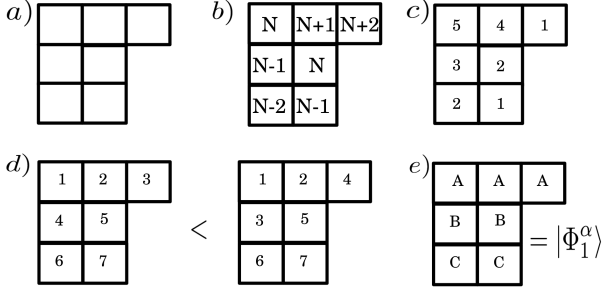 a) b) N N+1 N+2 c) 5 4 1
N-1 N 3 2
N-2 N-1 2 1
d) 1 2 3 < 1 2 4 e) A A A
4 5 3 5 B B = |Φ₁^α⟩
6 7 6 7 C C